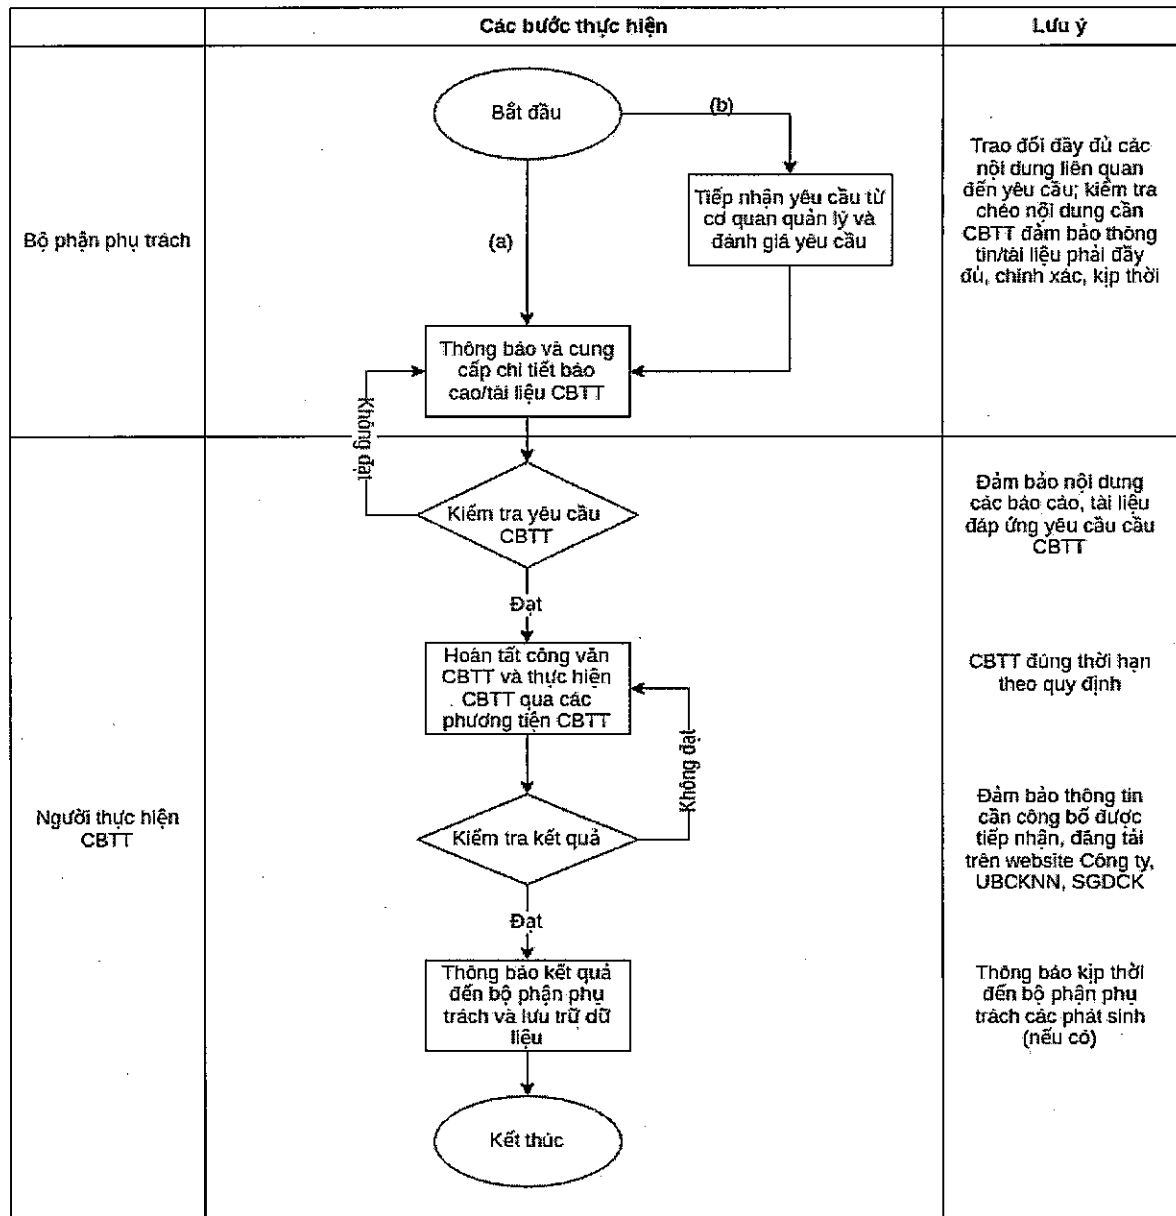 Các bước thực hiện
Lưu ý
Bộ phận phụ trách
Bắt đầu
(b)
(a)
Tiếp nhận yêu cầu từ
cơ quan quản lý và
đánh giá yêu cầu
Thông báo và cung
cấp chi tiết báo
cáo/tài liệu CBTT
Trao đổi đầy đủ các
nội dung liên quan
đến yêu cầu; kiểm tra
chéo nội dung cần
CBTT đảm bảo thông
tin/tài liệu phải đầy
đủ, chính xác, kịp thời
Không đạt
Người thực hiện
CBTT
Kiểm tra yêu cầu
CBTT
Đảm bảo nội dung
các báo cáo, tài liệu
đáp ứng yêu cầu cầu
CBTT
Đạt
Hoán tất công văn
CBTT và thực hiện
CBTT qua các
phương tiện CBTT
CBTT đúng thời hạn
theo quy định
Không đạt
Kiểm tra kết quả
Đảm bảo thông tin
cần công bố được
tiếp nhận, đăng tải
trên website Công ty,
UBCKNN, SGDCK
Đạt
Thông báo kết quả
đến bộ phận phụ
trách và lưu trữ dữ
liệu
Thông báo kịp thời
đến bộ phận phụ
trách các phát sinh
(nếu có)
Kết thúc